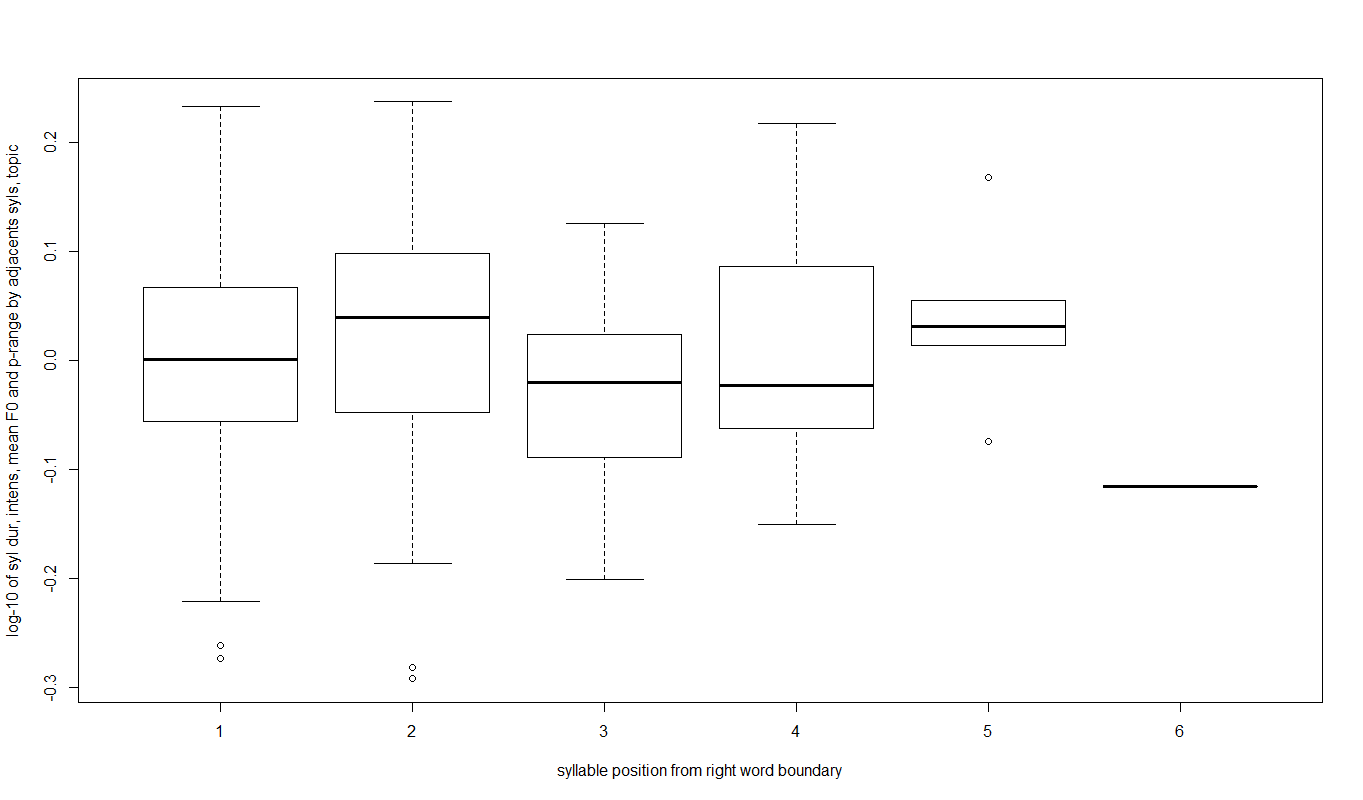 log-10 of syl dur, intens, mean F0 and p-range by adjacents syls, topic
0.2
0.1
0.0
-0.1
-0.2
-0.3
1 2 3 4 5 6
syllable position from right word boundary